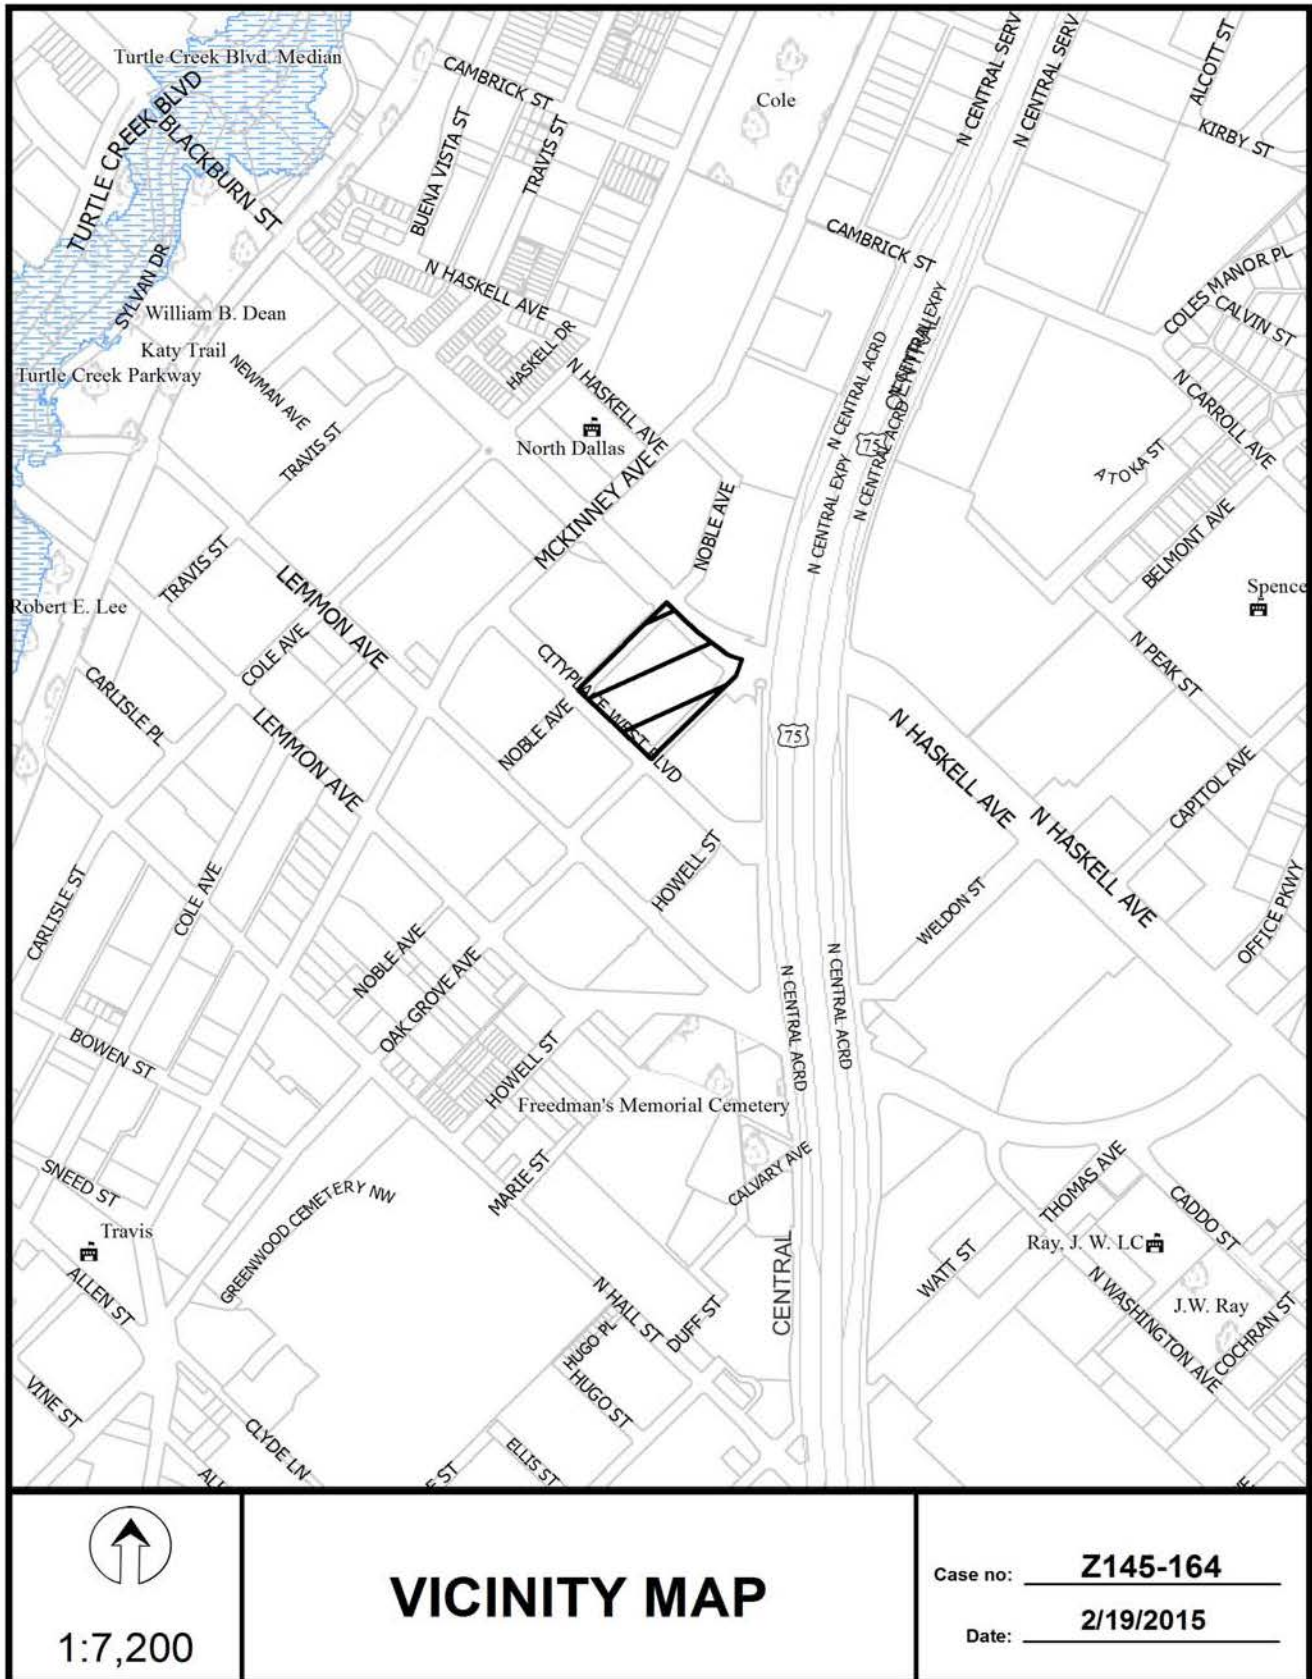 Turtle Creek Blvd. Median
TURTLE CREEK BLVD
BLACKBURN ST
CAMBRICK ST
BUENA VISTA ST
TRAVIS ST
Cole
N CENTRAL SERV
N CENTRAL SERV
ALCOTT ST
KIRBY ST
CAMBRICK ST
SYLVAN DR
William B. Dean
Katy Trail
Turtle Creek Parkway
N HASKELL AVE
HASKELL DR
N HASKELL AVE
NEWMAN AVE
TRAVIS ST
North Dallas
MCKINNEY AVE
NOBLE AVE
N CENTRAL ACRD
N CENTRAL EXPY
N CENTRAL ACRD
75
COLES MANOR PL
CALVIN ST
N CARROLL AVE
ATOKA ST
BELMONT AVE
Spence
Robert E. Lee
TRAVIS ST
LEMMON AVE
COLE AVE
CARLISLE PL
LEMMON AVE
CITYPLACE WEST BLVD
NOBLE AVE
75
N PEAK ST
N HASKELL AVE
N HASKELL AVE
CAPITOL AVE
OFFICE PKWY
WELDON ST
HOWELL ST
CARLISLE ST
COLE AVE
NOBLE AVE
OAK GROVE AVE
HOWELL ST
N CENTRAL ACRD
N CENTRAL ACRD
BOWEN ST
Freedman's Memorial Cemetery
MARIE ST
CALVARY AVE
SNEED ST
Travis
ALLEN ST
GREENWOOD CEMETERY NW
CENTRAL
THOMAS AVE
CADDO ST
Ray, J. W. LC
WATT ST
N WASHINGTON AVE
J.W. Ray
COCHRAN ST
N HALL ST
DUFF ST
HUGO PL
HUGO ST
VINE ST
CLYDE LN
ELLIS ST
1:7,200
VICINITY MAP
Case no: Z145-164
Date: 2/19/2015